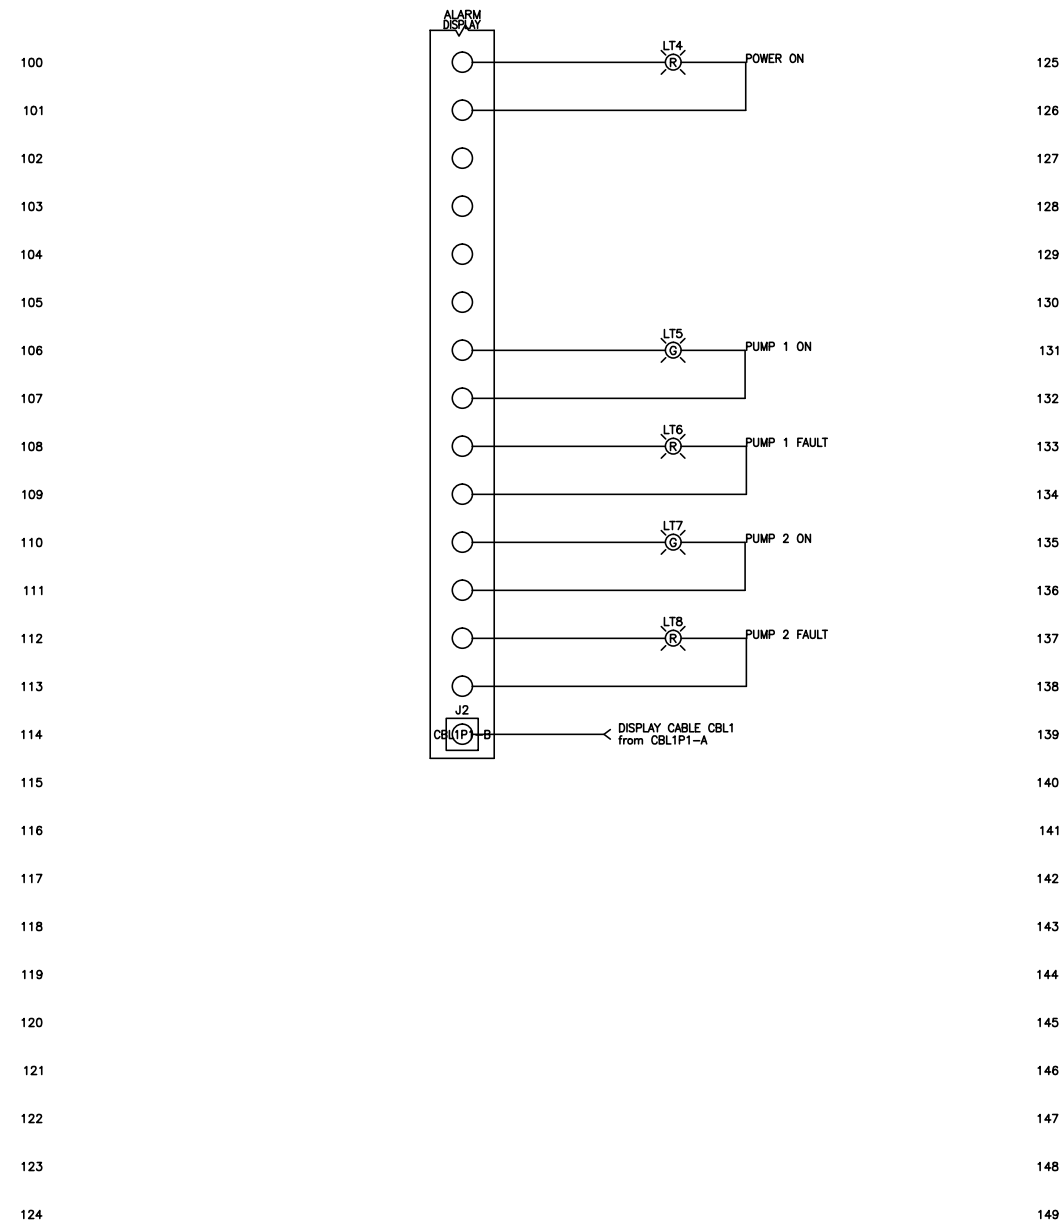 ALARM
DISPLAY
100
LT4
R
POWER ON
125
101
126
102
127
103
128
104
129
105
130
106
LT5
G
PUMP 1 ON
131
107
132
108
LT6
R
PUMP 1 FAULT
133
109
134
110
LT7
G
PUMP 2 ON
135
111
136
112
LT8
R
PUMP 2 FAULT
137
113
138
J2
114
CBL1P1-B
DISPLAY CABLE CBL1
from CBL1P1-A
139
115
140
116
141
117
142
118
143
119
144
120
145
121
146
122
147
123
148
124
149